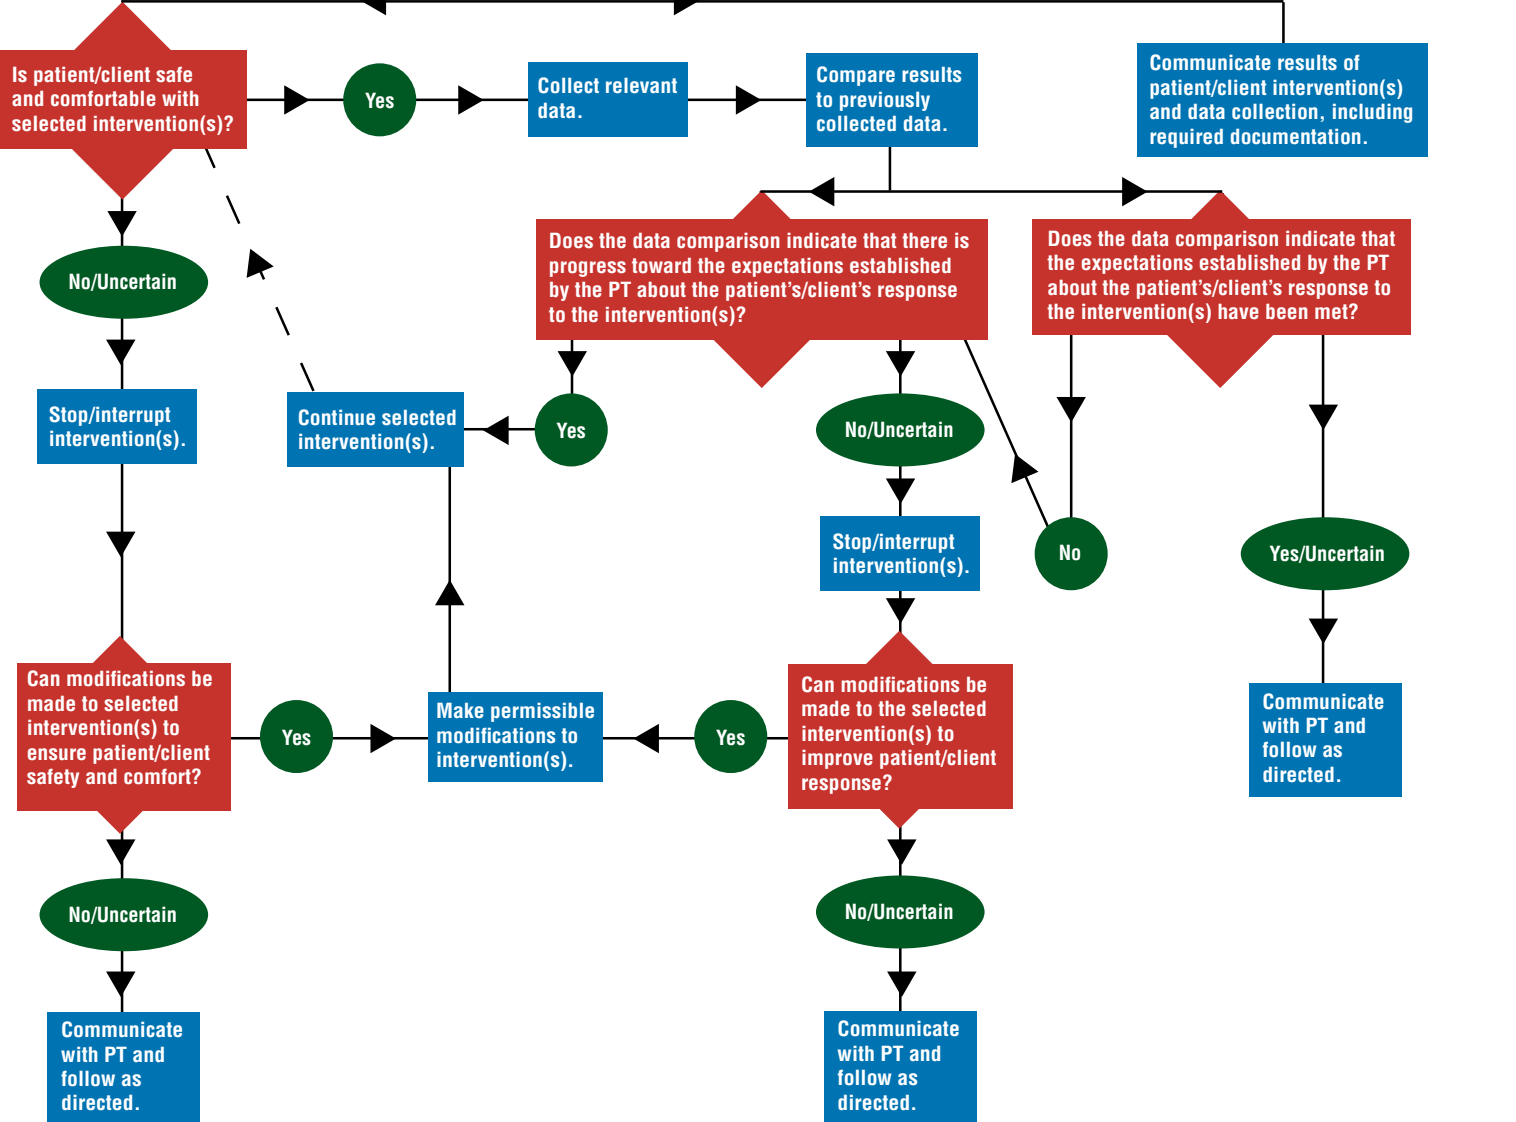 Is patient/client safe
and comfortable with
selected intervention(s)?
Yes
Collect relevant
data.
Compare results
to previously
collected data.
Communicate results of
patient/client intervention(s)
and data collection, including
required documentation.
No/Uncertain
Does the data comparison indicate that there is
progress toward the expectations established
by the PT about the patient’s/client’s response
to the intervention(s)?
Does the data comparison indicate that
the expectations established by the PT
about the patient’s/client’s response to
the intervention(s) have been met?
Stop/interrupt
intervention(s).
Continue selected
intervention(s).
Yes
No/Uncertain
Stop/interrupt
intervention(s).
No
Yes/Uncertain
Can modifications be
made to selected
intervention(s) to
ensure patient/client
safety and comfort?
Yes
Make permissible
modifications to
intervention(s).
Yes
Can modifications be
made to the selected
intervention(s) to
improve patient/client
response?
Communicate
with PT and
follow as
directed.
No/Uncertain
No/Uncertain
Communicate
with PT and
follow as
directed.
Communicate
with PT and
follow as
directed.